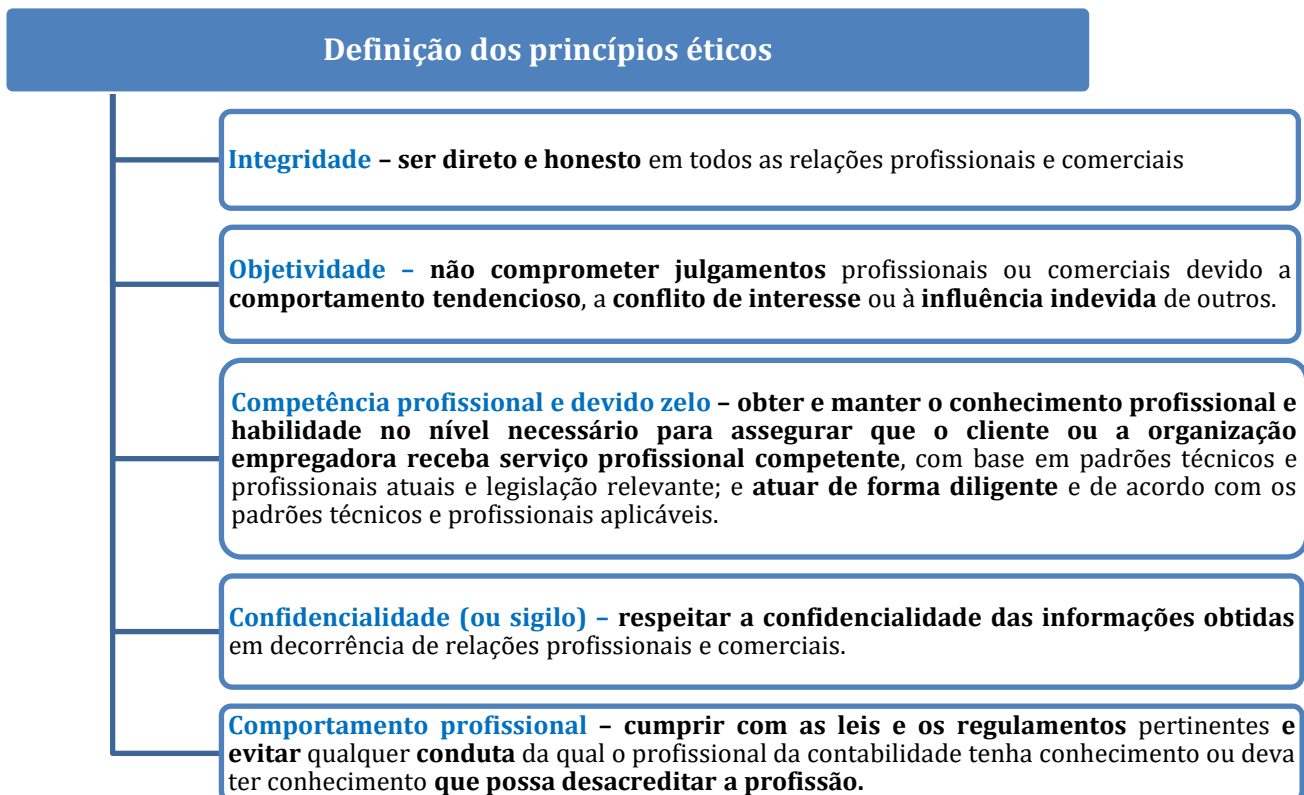 Definição dos princípios éticos
Integridade – ser direto e honesto em todos as relações profissionais e comerciais
Objetividade – não comprometer julgamentos profissionais ou comerciais devido a
comportamento tendencioso, a conflito de interesse ou à influência indevida de outros.
Competência profissional e devido zelo – obter e manter o conhecimento profissional e
habilidade no nível necessário para assegurar que o cliente ou a organização
empregadora receba serviço profissional competente, com base em padrões técnicos e
profissionais atuais e legislação relevante; e atuar de forma diligente e de acordo com os
padrões técnicos e profissionais aplicáveis.
Confidencialidade (ou sigilo) – respeitar a confidencialidade das informações obtidas
em decorrência de relações profissionais e comerciais.
Comportamento profissional – cumprir com as leis e os regulamentos pertinentes e
evitar qualquer conduta da qual o profissional da contabilidade tenha conhecimento ou deva
ter conhecimento que possa desacreditar a profissão.